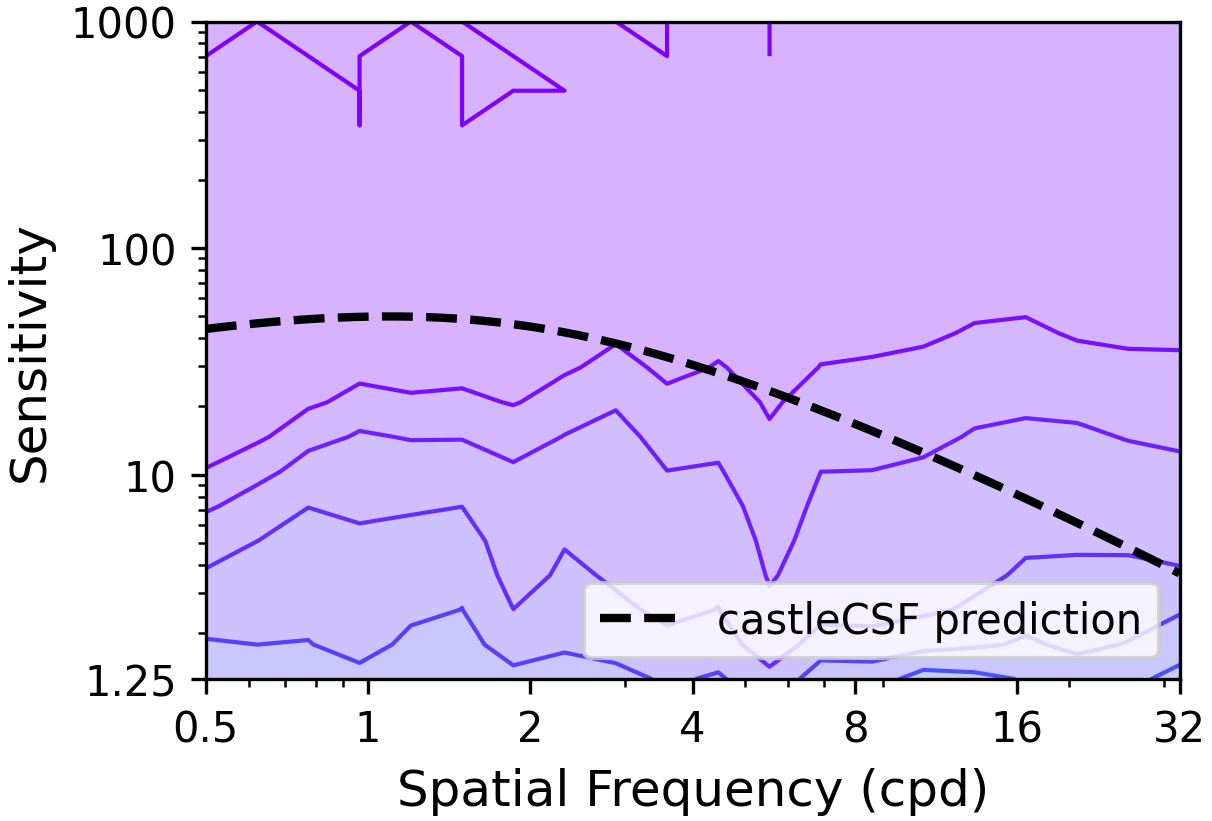 1000
100
10
1.25
Sensitivity
castleCSF prediction
0.5 1 2 4 8 16 32
Spatial Frequency (cpd)